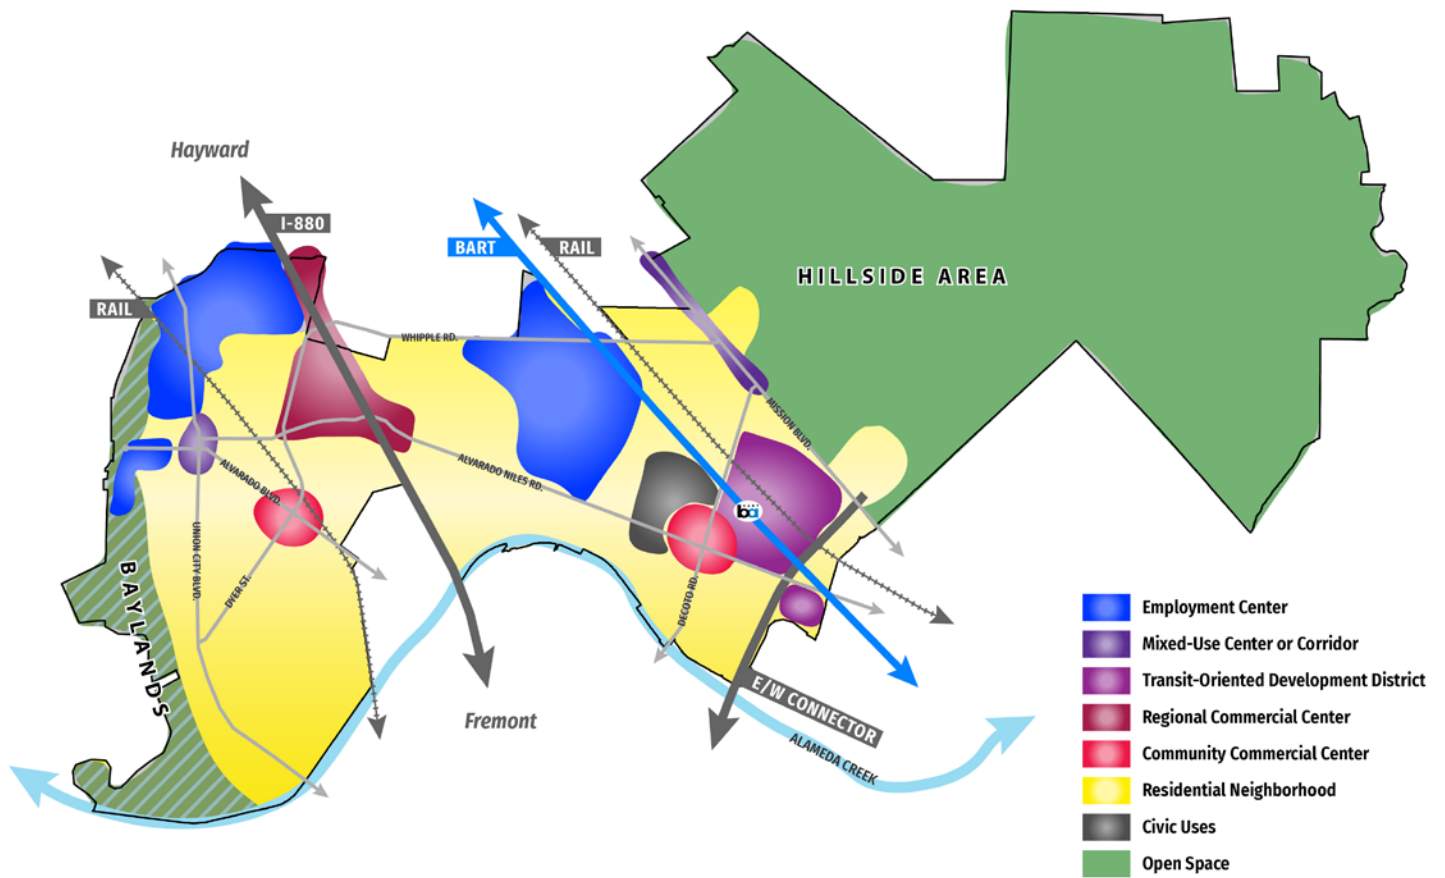 Hayward
I-880
BART
RAIL
RAIL
HILLSIDE AREA
WHIPPLE RD.
MISSION BLVD.
ALVARADO NILES RD.
ALVARADO BLVD.
ba
UNION CITY BLVD.
DYER ST.
DECOTO RD.
BAYLANDS
E/W CONNECTOR
Fremont
ALAMEDA CREEK
Employment Center
Mixed-Use Center or Corridor
Transit-Oriented Development District
Regional Commercial Center
Community Commercial Center
Residential Neighborhood
Civic Uses
Open Space